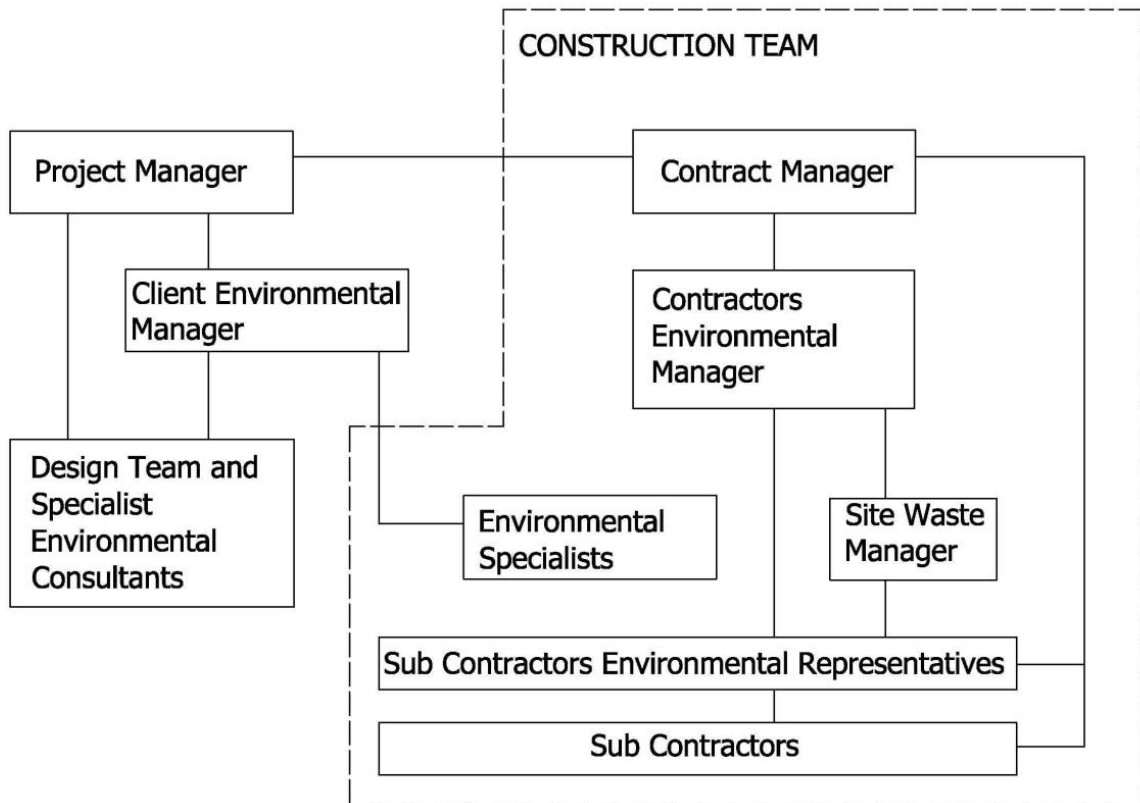 CONSTRUCTION TEAM
Project Manager
Contract Manager
Client Environmental
Manager
Contractors
Environmental
Manager
Design Team and
Specialist
Environmental
Consultants
Environmental
Specialists
Site Waste
Manager
Sub Contractors Environmental Representatives
Sub Contractors